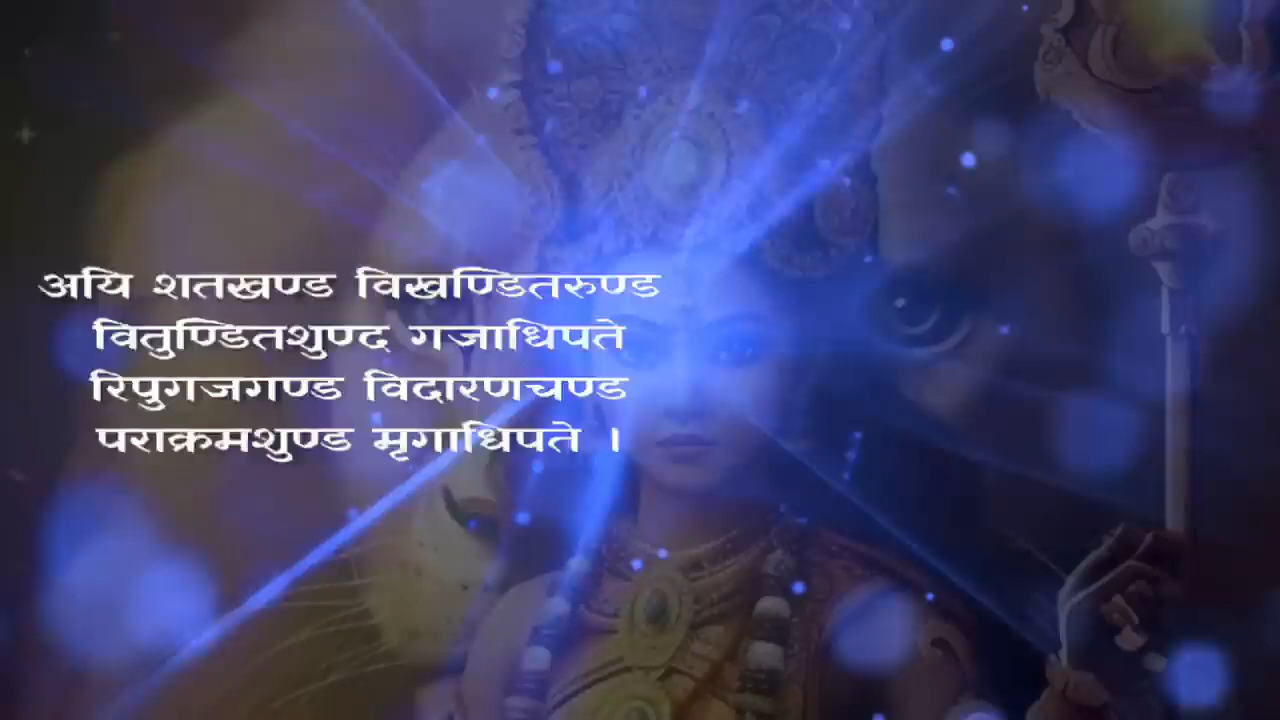 अयि शतखण्ड विखण्डितरुण्ड
वितुण्डितशुण्द गजाधिपते
रिपुगजगण्ड विदारणचण्ड
पराक्रमशुण्ड मृगाधिपते ।